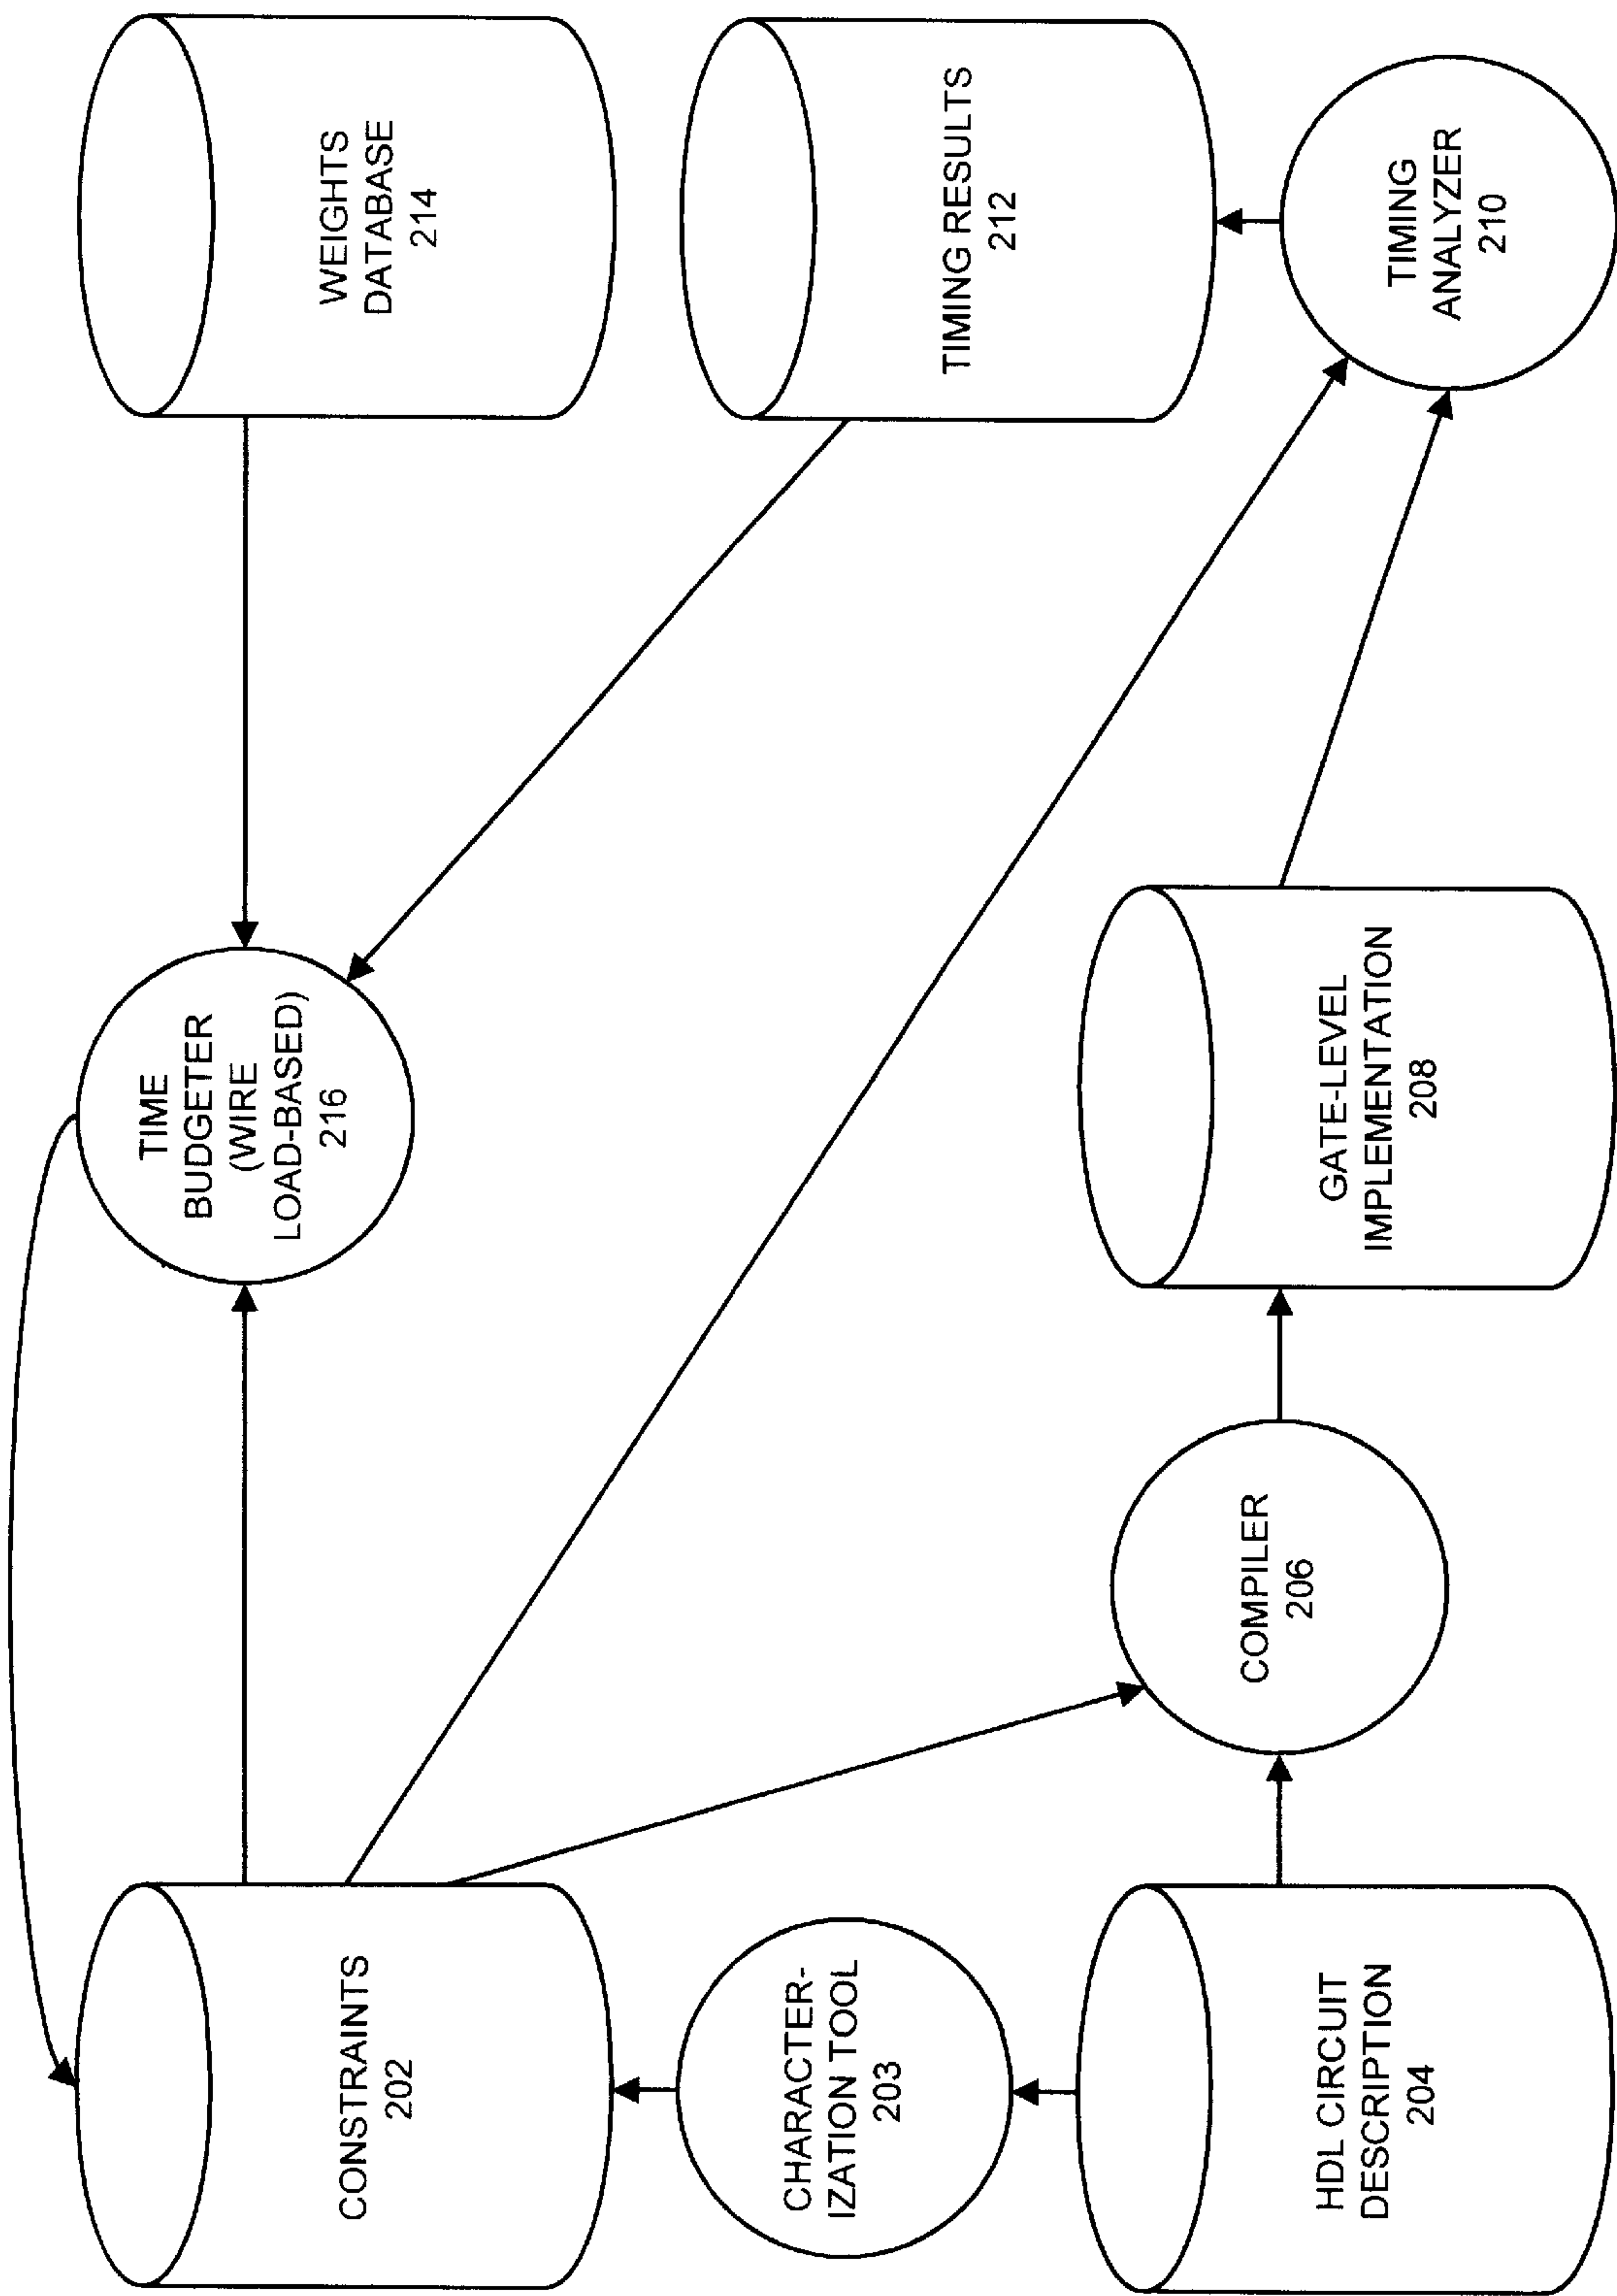 CONSTRAINTS
202
TIME
BUDGETER
(WIRE
LOAD-BASED)
216
WEIGHTS
DATABASE
214
CHARACTER-
IZATION TOOL
203
TIMING RESULTS
212
HDL CIRCUIT
DESCRIPTION
204
COMPILER
206
GATE-LEVEL
IMPLEMENTATION
208
TIMING
ANALYZER
210